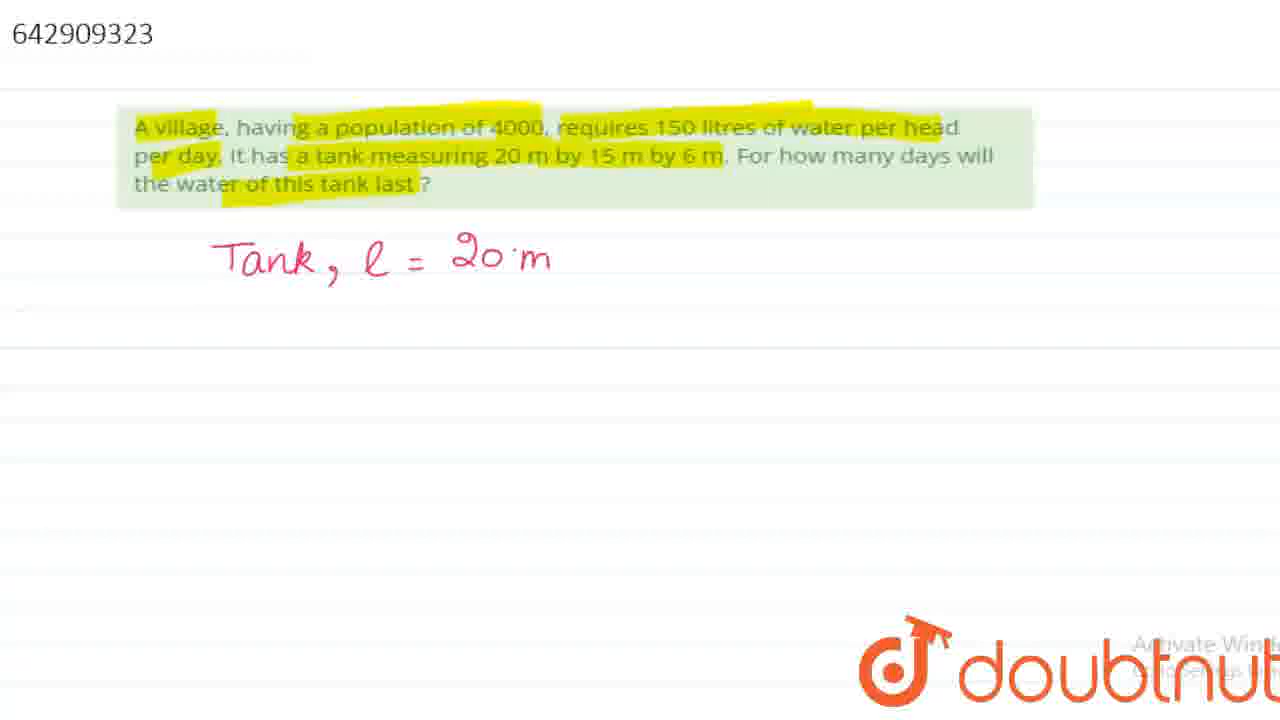 642909323
A village, having a population of 4000, requires 150 litres of water per head
per day. It has a tank measuring 20 m by 15 m by 6 m. For how many days will
the water of this tank last ?
Tank, l = 20 m
Activate Wind
doubtnut